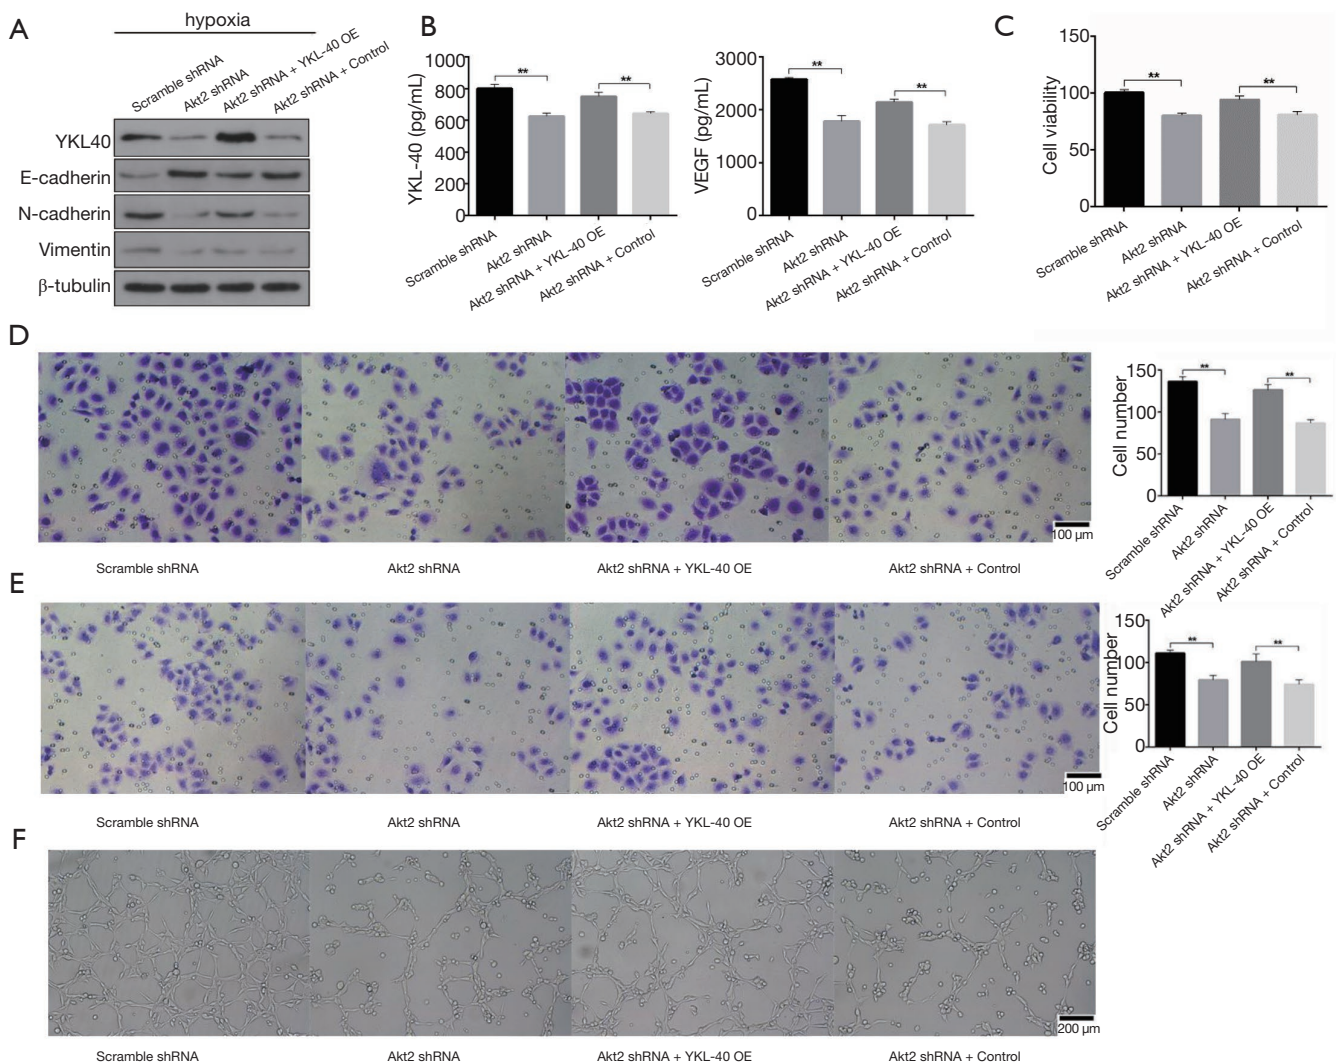 A
hypoxia
Scramble shRNA
Akt2 shRNA
Akt2 shRNA + YKL-40 OE
Akt2 shRNA + Control
YKL40
E-cadherin
N-cadherin
Vimentin
β-tubulin
B
YKL-40 (pg/mL)
1000
800
600
400
200
0
**
**
Scramble shRNA
Akt2 shRNA
Akt2 shRNA + YKL-40 OE
Akt2 shRNA + Control
VEGF (pg/mL)
3000
2000
1000
0
**
**
Scramble shRNA
Akt2 shRNA
Akt2 shRNA + YKL-40 OE
Akt2 shRNA + Control
C
Cell viability
150
100
50
0
**
**
Scramble shRNA
Akt2 shRNA
Akt2 shRNA + YKL-40 OE
Akt2 shRNA + Control
D
100 µm
Scramble shRNA
Akt2 shRNA
Akt2 shRNA + YKL-40 OE
Akt2 shRNA + Control
Cell number
150
100
50
0
**
**
Scramble shRNA
Akt2 shRNA
Akt2 shRNA + YKL-40 OE
Akt2 shRNA + Control
E
100 µm
Scramble shRNA
Akt2 shRNA
Akt2 shRNA + YKL-40 OE
Akt2 shRNA + Control
Cell number
150
100
50
0
**
**
Scramble shRNA
Akt2 shRNA
Akt2 shRNA + YKL-40 OE
Akt2 shRNA + Control
F
200 µm
Scramble shRNA
Akt2 shRNA
Akt2 shRNA + YKL-40 OE
Akt2 shRNA + Control